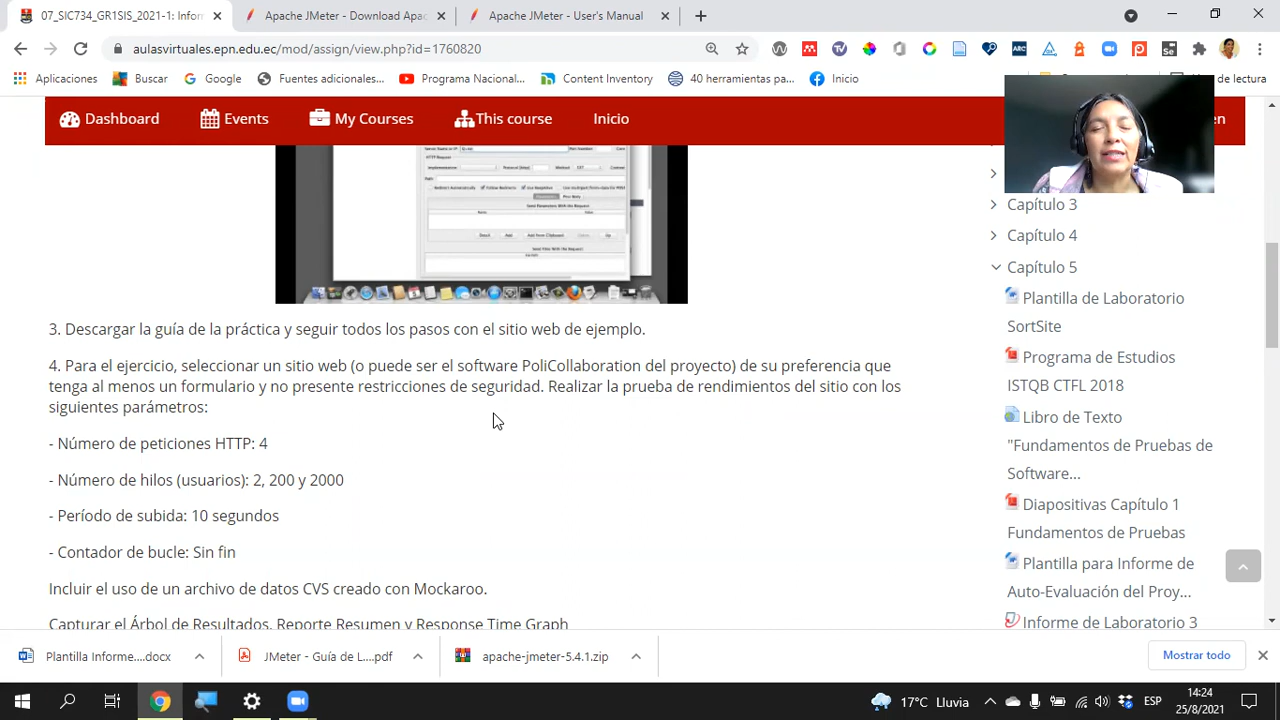 07_SIC734_GR1SIS_2021-1: Inform
Apache JMeter - Download Apach
Apache JMeter - User's Manual
aulasvirtuales.epn.edu.ec/mod/assign/view.php?id=1760820
Aplicaciones
Buscar
Google
Fuentes adicionales...
Programa Nacional...
Content Inventory
40 herramientas pa...
Inicio
de lectura
Dashboard
Events
My Courses
This course
Inicio
en
HTTP Request
Path
Capítulo 3
Capítulo 4
Capítulo 5
Plantilla de Laboratorio
SortSite
Programa de Estudios
ISTQB CTFL 2018
Libro de Texto
"Fundamentos de Pruebas de
Software...
Diapositivas Capítulo 1
Fundamentos de Pruebas
Plantilla para Informe de
Auto-Evaluación del Proy...
Informe de Laboratorio 3
3. Descargar la guía de la práctica y seguir todos los pasos con el sitio web de ejemplo.
4. Para el ejercicio, seleccionar un sitio web (o puede ser el software PoliCollaboration del proyecto) de su preferencia que
tenga al menos un formulario y no presente restricciones de seguridad. Realizar la prueba de rendimientos del sitio con los
siguientes parámetros:
- Número de peticiones HTTP: 4
- Número de hilos (usuarios): 2, 200 y 2000
- Período de subida: 10 segundos
- Contador de bucle: Sin fin
Incluir el uso de un archivo de datos CVS creado con Mockaroo.
Capturar el Árbol de Resultados, Reporte Resumen y Response Time Graph
Plantilla Informe....docx
JMeter - Guía de L....pdf
apache-jmeter-5.4.1.zip
Mostrar todo
17°C Lluvia
ESP
14:24
25/8/2021